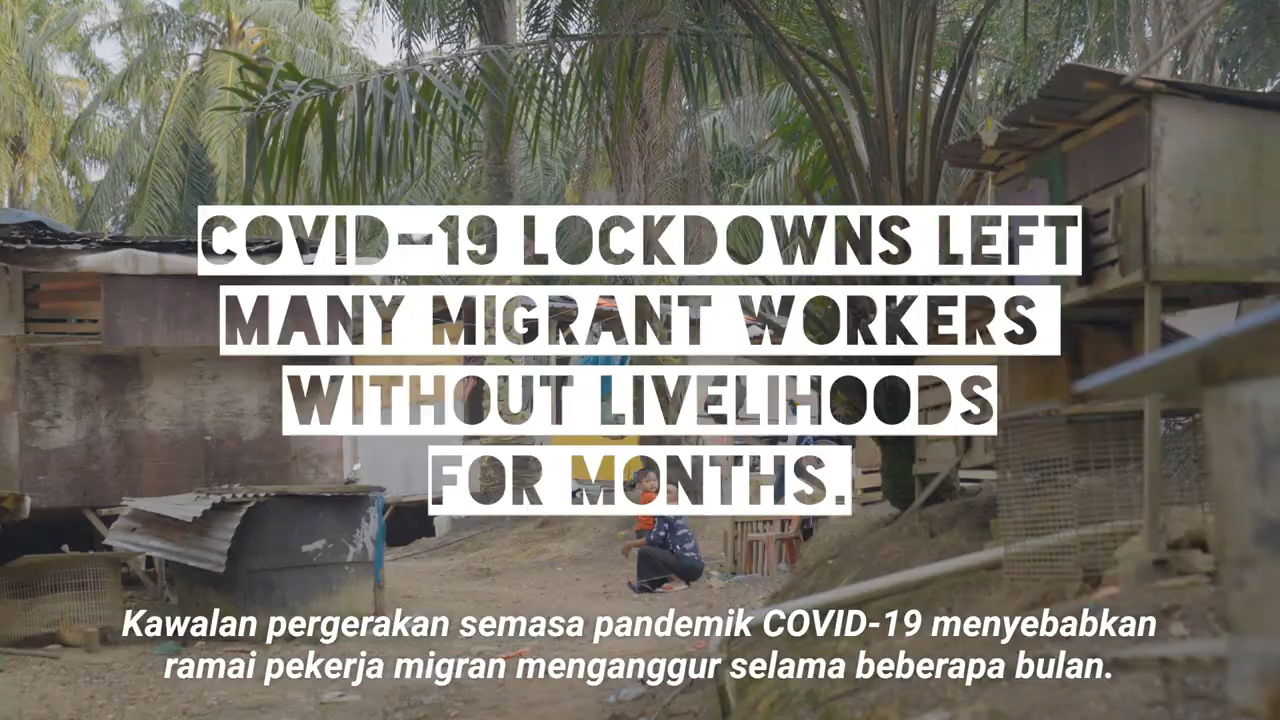 COVID-19 LOCKDOWNS LEFT
MANY MIGRANT WORKERS
WITHOUT LIVELIHOODS
FOR MONTHS.
Kawalan pergerakan semasa pandemik COVID-19 menyebabkan
ramai pekerja migran menganggur selama beberapa bulan.